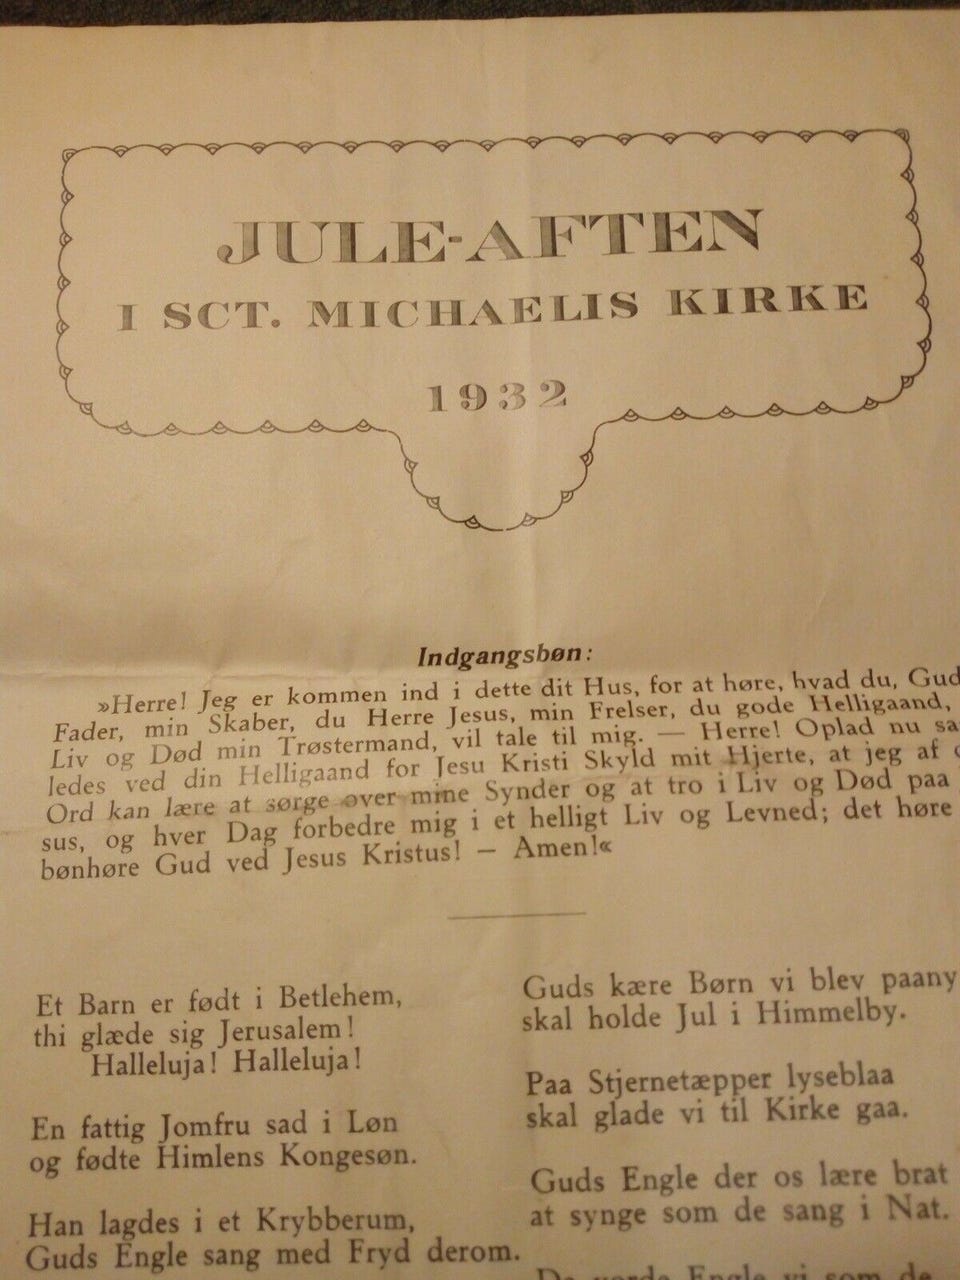 JULE-AFTEN
I SCT. MICHAELIS KIRKE
1932
Indgangsbøn:
»Herre! Jeg er kommen ind i dette dit Hus, for at høre, hvad du, Gud
Fader, min Skaber, du Herre Jesus, min Frelser, du gode Helligaand,
Liv og Død min Trøstermand, vil tale til mig. — Herre! Oplad nu saa
ledes ved din Helligaand for Jesu Kristi Skyld mit Hjerte, at jeg af
Ord kan lære at sørge over mine Synder og at tro i Liv og Død paa
sus, og hver Dag forbedre mig i et helligt Liv og Levned; det høre
bønhøre Gud ved Jesus Kristus! — Amen!«
Et Barn er født i Betlehem,
thi glæde sig Jerusalem!
Halleluja! Halleluja!
En fattig Jomfru sad i Løn
og fødte Himlens Kongesøn.
Han lagdes i et Krybberum,
Guds Engle sang med Fryd derom.
Guds kære Børn vi blev paany
skal holde Jul i Himmelby.
Paa Stjernetæpper lyseblaa
skal glade vi til Kirke gaa.
Guds Engle der os lære brat
at synge som de sang i Nat.
Da vorde Engle vi som de